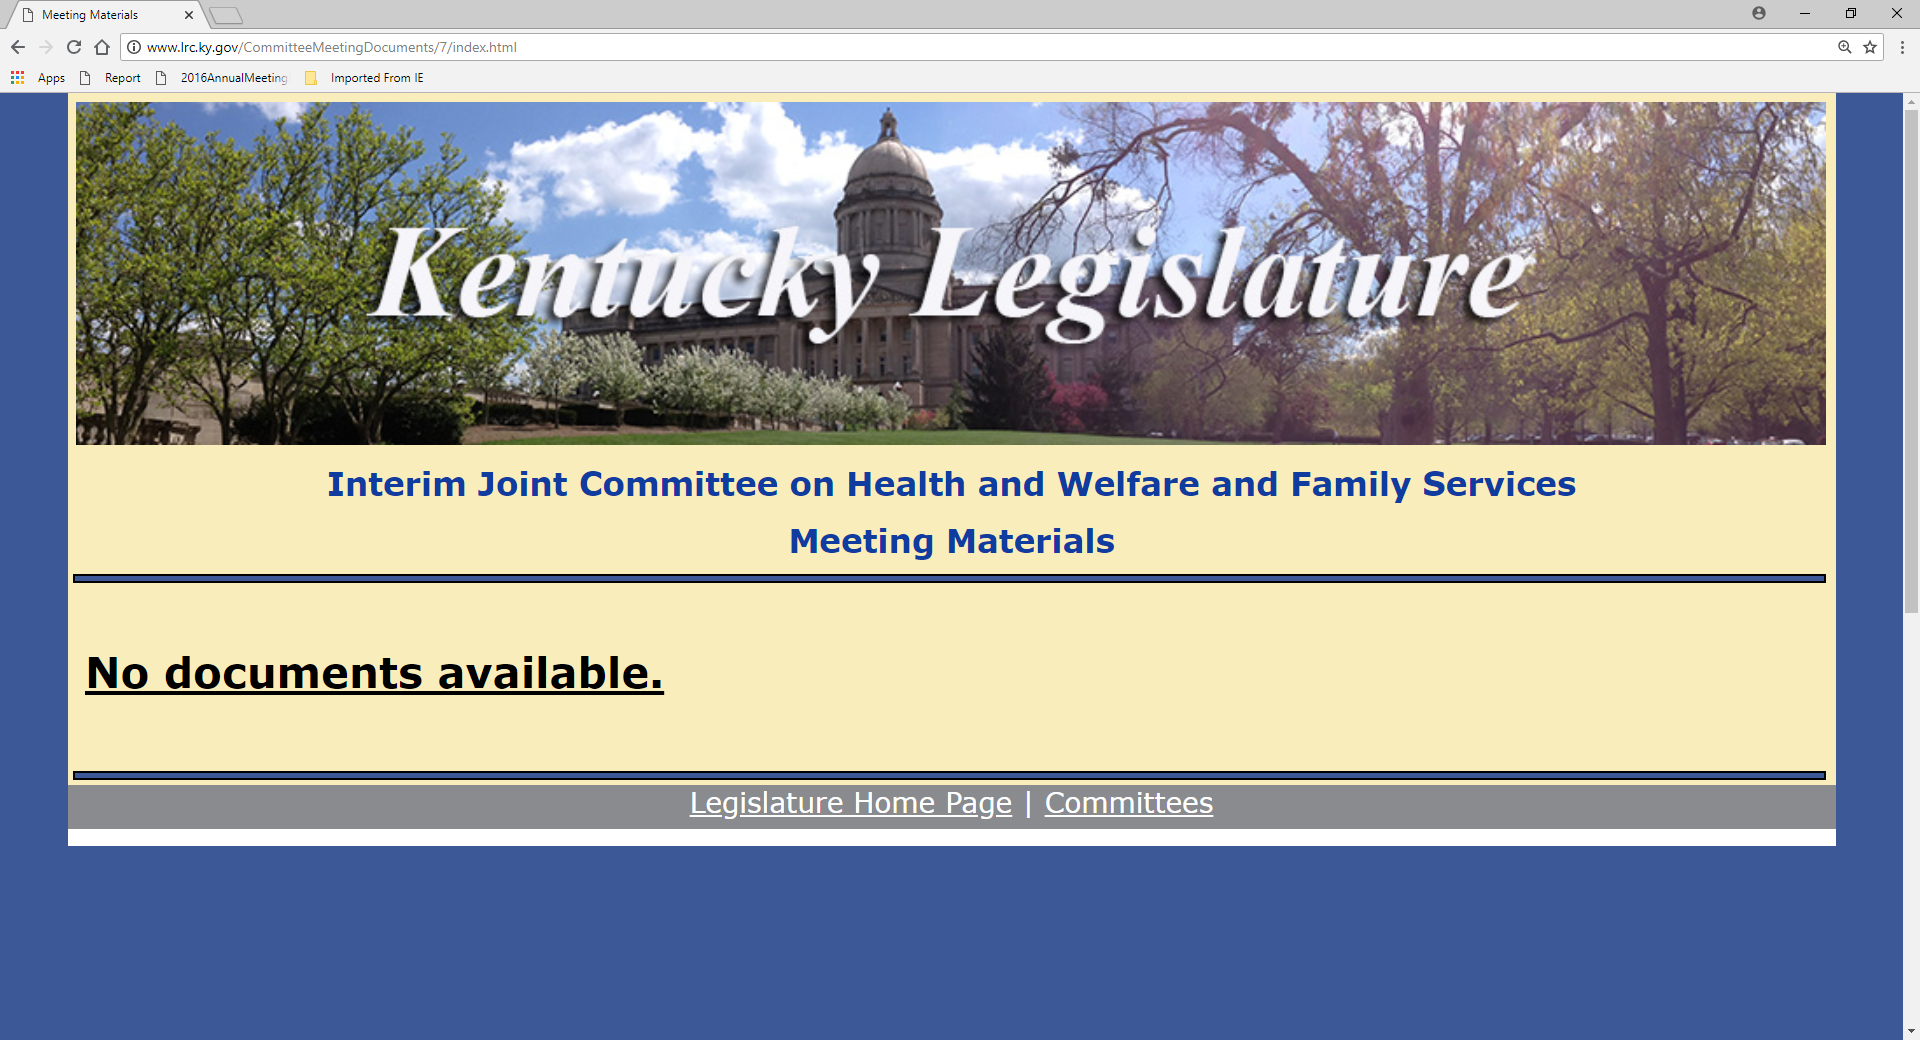 Meeting Materials
www.lrc.ky.gov/CommitteeMeetingDocuments/7/index.html
Apps Report 2016AnnualMeeting Imported From IE
Kentucky Legislature
Interim Joint Committee on Health and Welfare and Family Services
Meeting Materials
No documents available.
Legislature Home Page | Committees